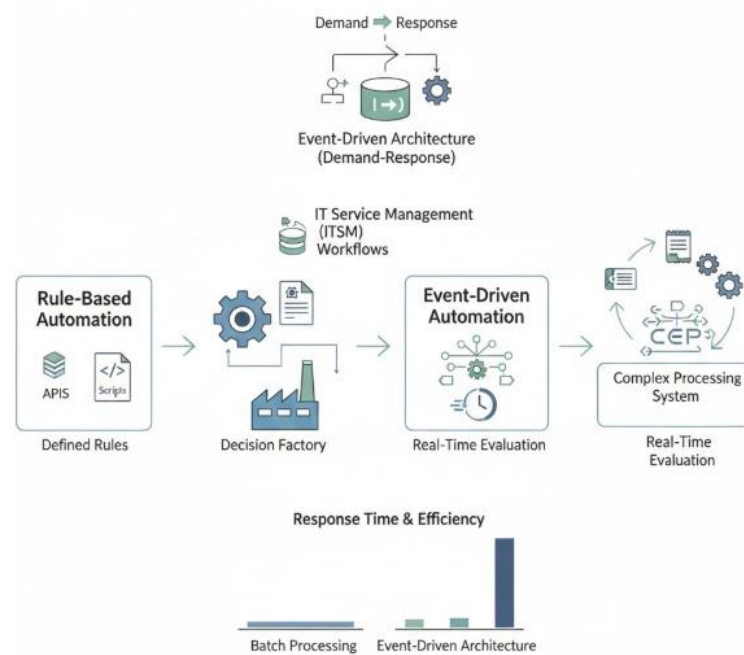 Demand → Response
Event-Driven Architecture
(Demand-Response)
IT Service Management
(ITSM)
Workflows
Rule-Based
Automation
APIS
</>
Scripts
Defined Rules
Decision Factory
Event-Driven
Automation
Real-Time Evaluation
CEP
Complex Processing
System
Real-Time
Evaluation
Response Time & Efficiency
Batch Processing
Event-Driven Architecture